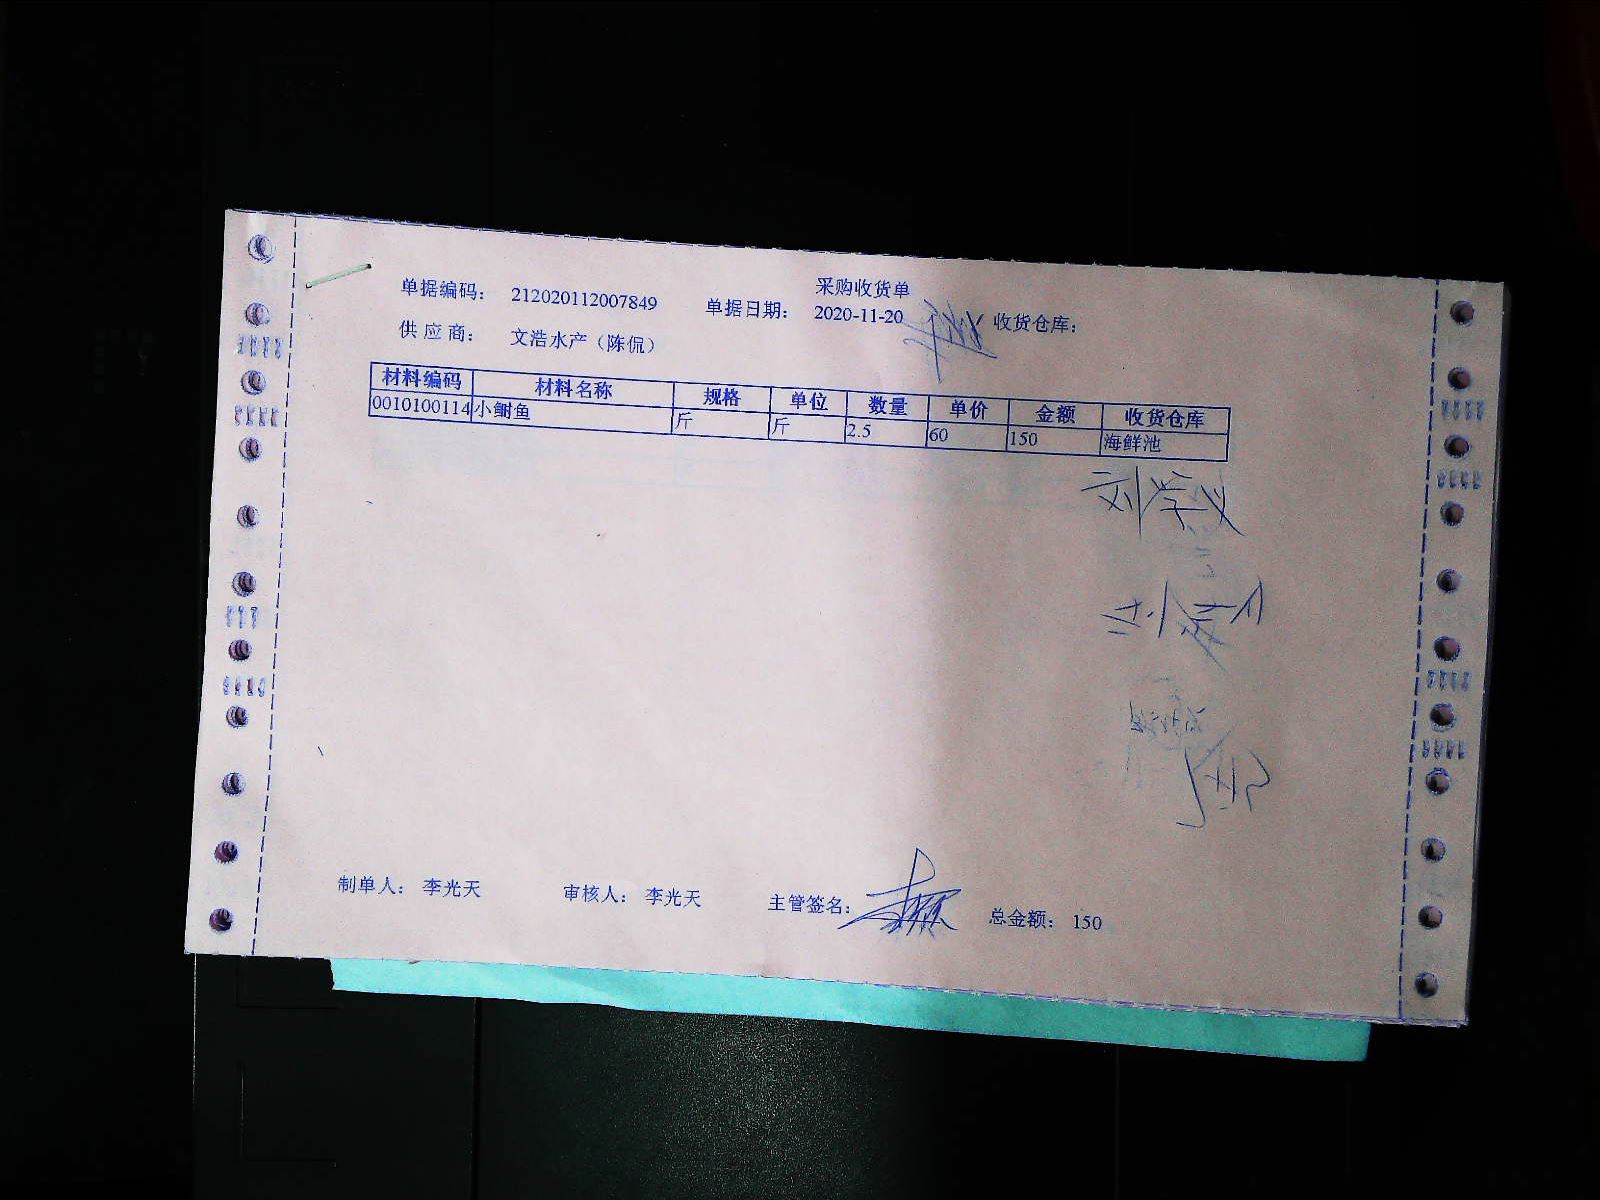 采购收货单
单据编码： 212020112007849 单据日期： 2020-11-20 收货仓库：
供 应 商： 文浩水产（陈侃）
材料编码 材料名称 规格 单位 数量 单价 金额 收货仓库
0010100114 小鲥鱼 斤 斤 2.5 60 150 海鲜池
制单人： 李光天 审核人： 李光天 主管签名： 总金额： 150